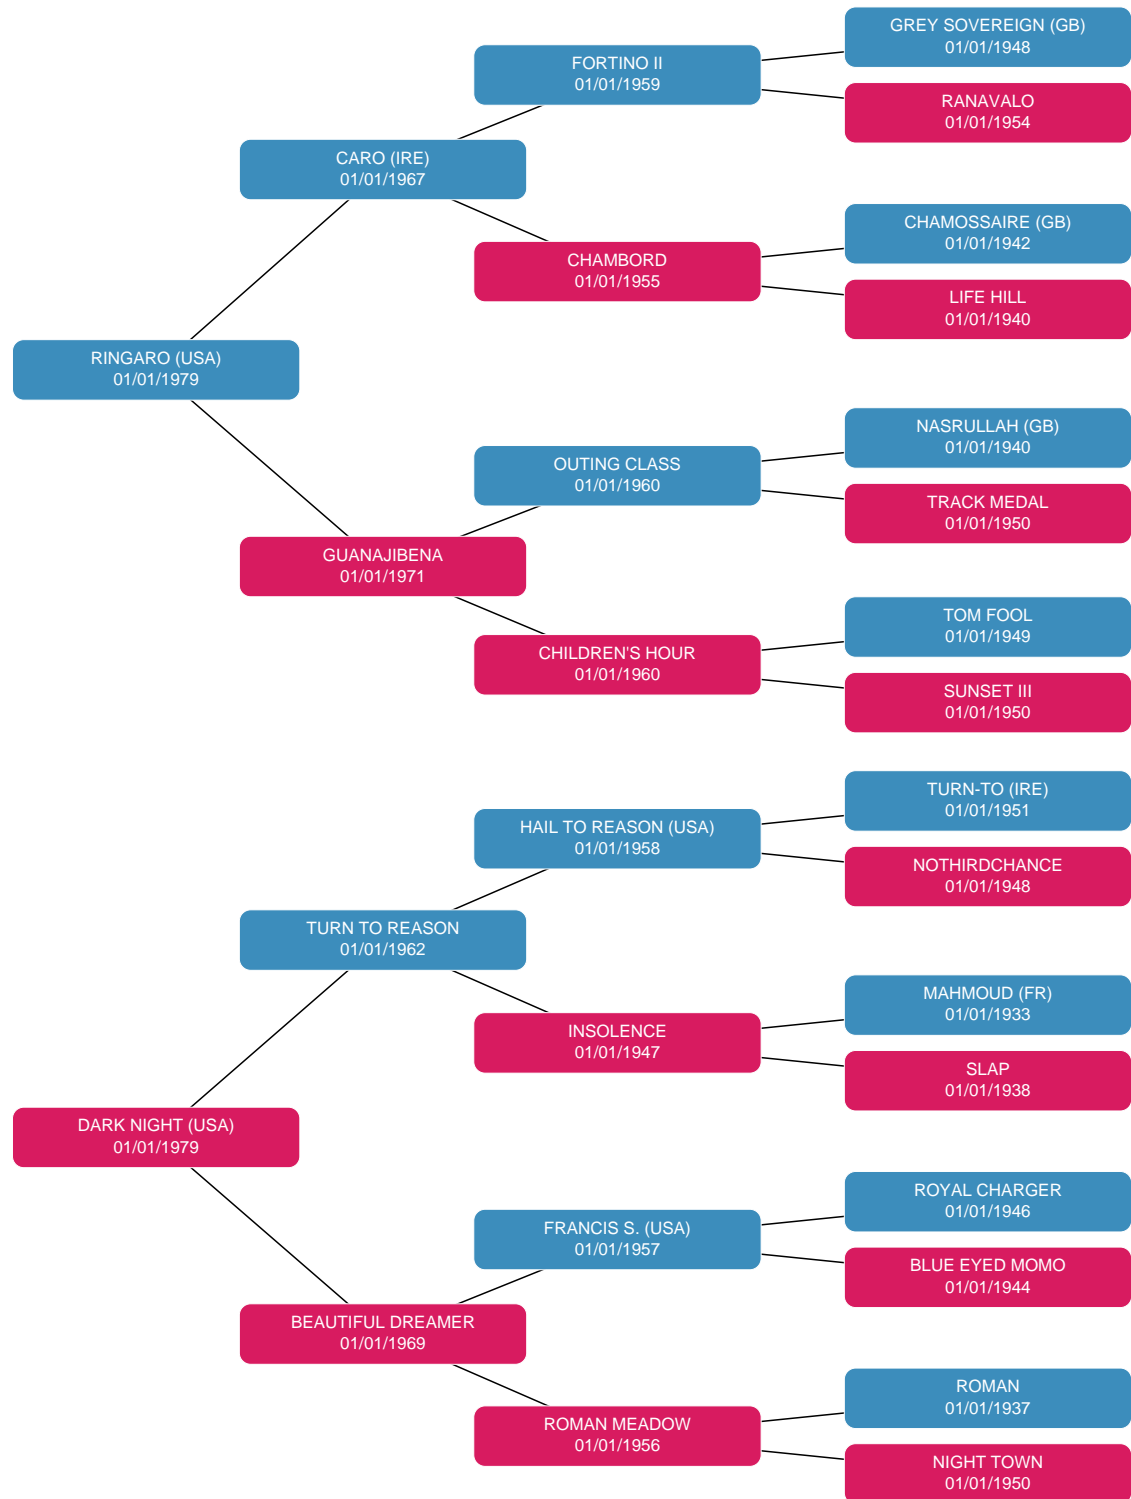 GREY SOVEREIGN (GB)
01/01/1948
FORTINO II
01/01/1959
RANAVALO
01/01/1954
CARO (IRE)
01/01/1967
CHAMOSSAIRE (GB)
01/01/1942
CHAMBORD
01/01/1955
LIFE HILL
01/01/1940
RINGARO (USA)
01/01/1979
NASRULLAH (GB)
01/01/1940
OUTING CLASS
01/01/1960
TRACK MEDAL
01/01/1950
GUANAJIBENA
01/01/1971
TOM FOOL
01/01/1949
CHILDREN'S HOUR
01/01/1960
SUNSET III
01/01/1950
TURN-TO (IRE)
01/01/1951
HAIL TO REASON (USA)
01/01/1958
NOTHIRDCHANCE
01/01/1948
TURN TO REASON
01/01/1962
MAHMOUD (FR)
01/01/1933
INSOLENCE
01/01/1947
SLAP
01/01/1938
DARK NIGHT (USA)
01/01/1979
ROYAL CHARGER
01/01/1946
FRANCIS S. (USA)
01/01/1957
BLUE EYED MOMO
01/01/1944
BEAUTIFUL DREAMER
01/01/1969
ROMAN
01/01/1937
ROMAN MEADOW
01/01/1956
NIGHT TOWN
01/01/1950